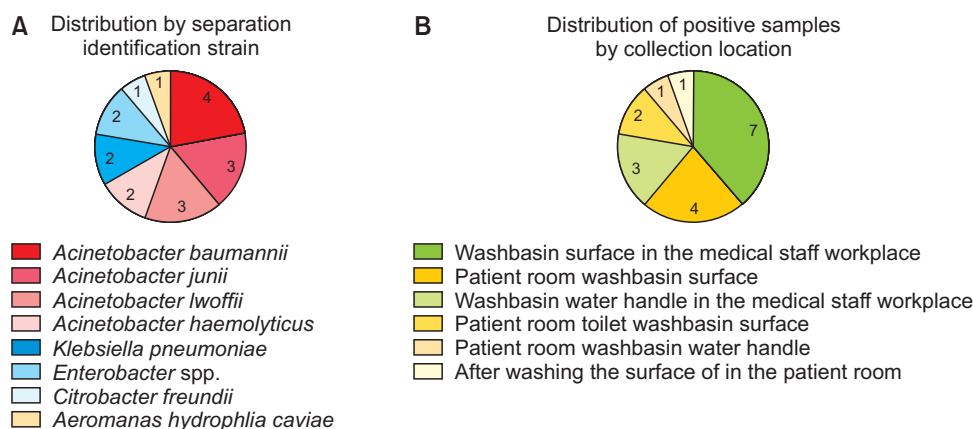 A
Distribution by separation
identification strain
4
3
3
2
2
2
1
1
Acinetobacter baumannii
Acinetobacter junii
Acinetobacter lwoffii
Acinetobacter haemolyticus
Klebsiella pneumoniae
Enterobacter spp.
Citrobacter freundii
Aeromanas hydrophlia caviae
B
Distribution of positive samples
by collection location
7
4
3
2
1
1
Washbasin surface in the medical staff workplace
Patient room washbasin surface
Washbasin water handle in the medical staff workplace
Patient room toilet washbasin surface
Patient room washbasin water handle
After washing the surface of in the patient room